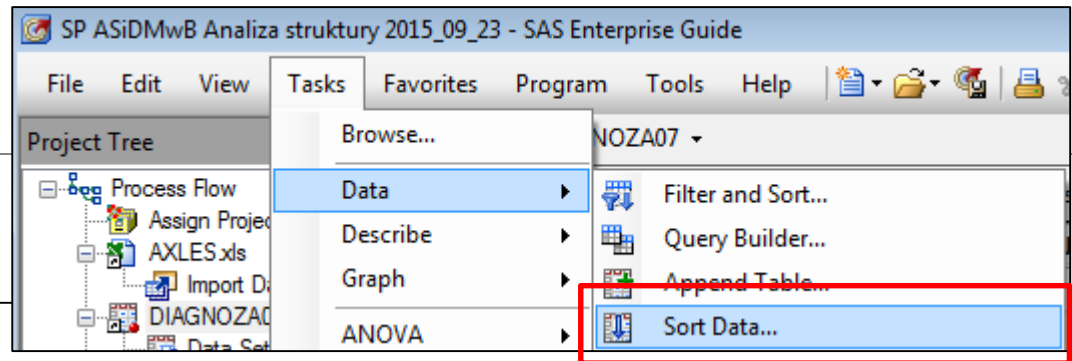 SP ASiDMwB Analiza struktury 2015_09_23 - SAS Enterprise Guide
File Edit View Tasks Favorites Program Tools Help
Project Tree
Browse...
NOZA07
Process Flow
Data
Filter and Sort...
Assign Projec
AXLES.xls
Describe
Query Builder...
Import Da
Graph
Append Table...
DIAGNOZA0
Data Set
ANOVA
Sort Data...